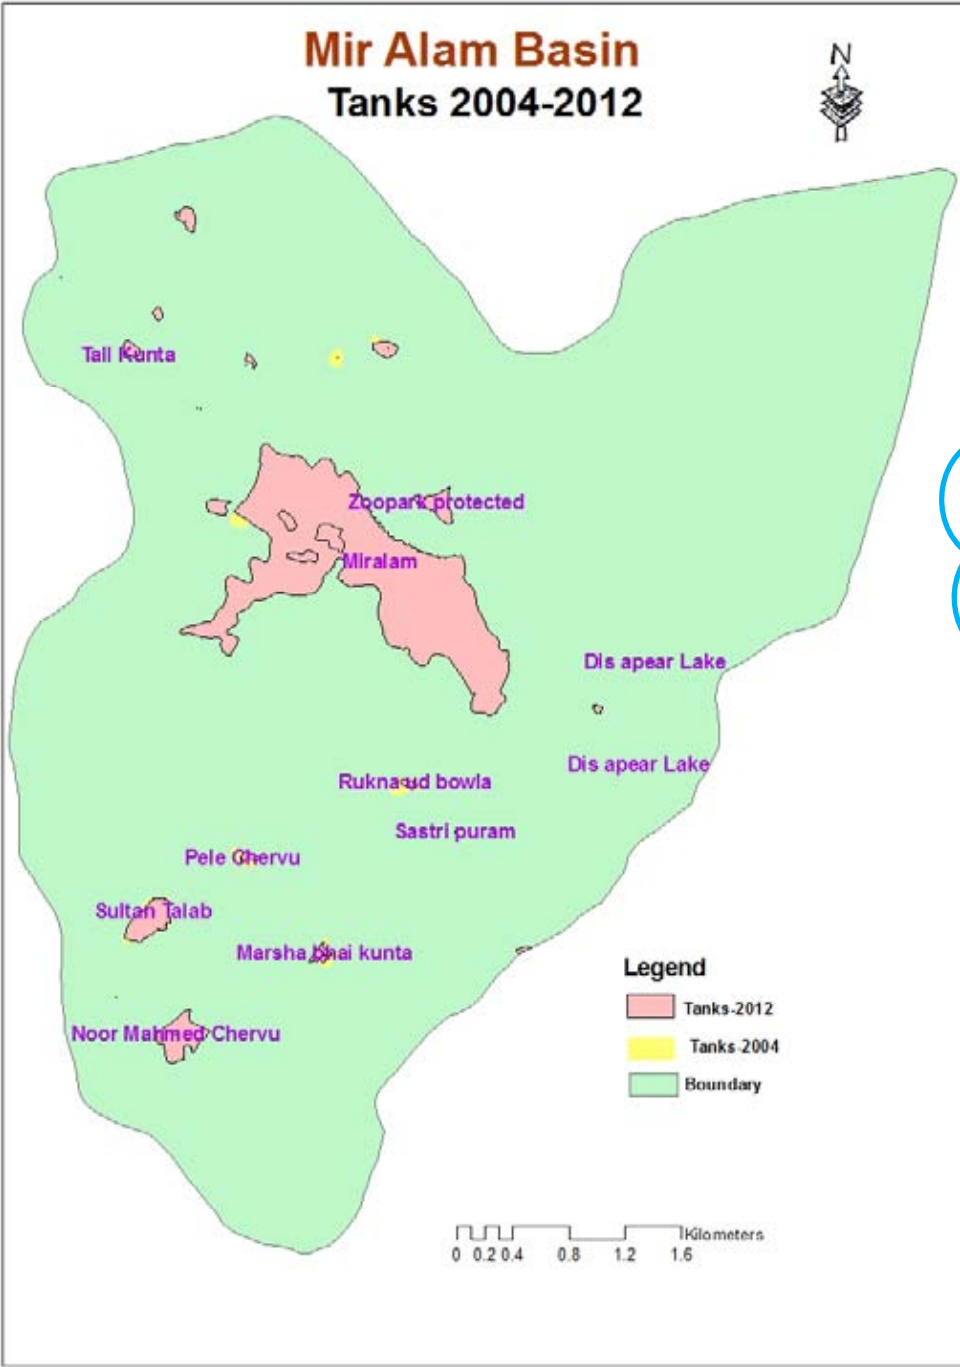 Mir Alam Basin
Tanks 2004-2012
N
Tall Kunta
Zoopark protected
Miralam
Dis apear Lake
Dis apear Lake
Rukna ud bowla
Sastri puram
Pele Chervu
Sultan Talab
Marsha bhai kunta
Noor Mahmed Chervu
Legend
Tanks-2012
Tanks-2004
Boundary
Kilometers
0 0.2 0.4 0.8 1.2 1.6